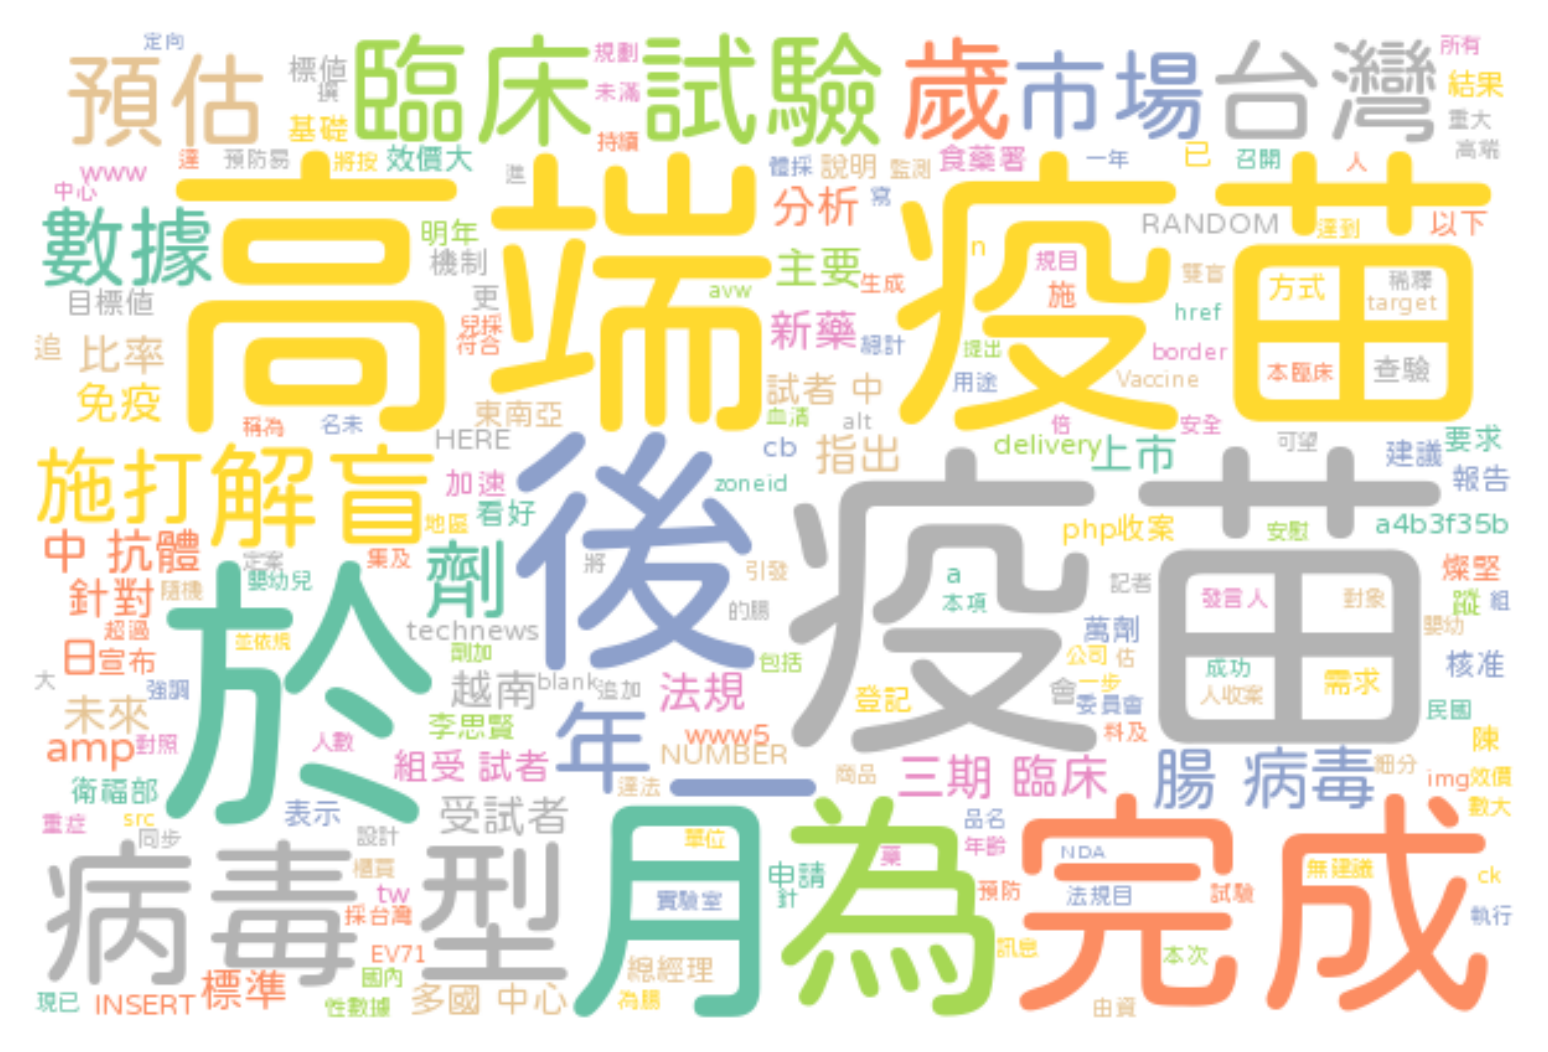 定向
預估
標值
撰
基礎
臨床試驗
規劃
未滿
持續
歲
市場
台灣
所有
結果
重大
高端
www
中心
達
預防易
將按
效價大
進
體採
說明
監測
食藥署
一年
已
召開
人
高端疫苗
數據
目標值
明年
機制
更
兒採
符合
分析
寫
主要
avw
生成
新藥
總計
n
規目
施
提出
用途
RANDOM
達到
以下
雙盲
href
border
Vaccine
方式
稀釋
target
本臨床
查驗
追
比率
免疫
稱為
名未
東南亞
HERE
試者 中
血清
alt
cb
指出
倍
安全
delivery
上市
可望
建議
要求
報告
施打
解盲
加速
看好
地區
後
zoneid
疫苗
php收案
安慰
a4b3f35b
中 抗體
定案
集及
嬰幼兒
劑
將
引發
a
本項
記者
發言人
對象
燦堅
蹤
組
針對
隨機
超過
於
並依規
technews
劑加
的腸
包括
萬劑
公司
估
成功
人收案
需求
嬰幼
核准
日宣布
大
強調
未來
越南
blank
追加
法規
登記
會
一步
委員會
料及
民國
陳
amp
對照
人數
李思賢
組受 試者
年
www5
NUMBER
一
達法
商品
三期 臨床
腸 病毒
細分
img
效價
數大
衛福部
重症
src
同步
表示
設計
受試者
病毒型
櫃買
tw
採台灣
EV71
國內
月
單位
實驗室
總經理
為腸
為
申請
針
藥
品名
年齡
預防
訊息
完成
NDA
法規目
試驗
本次
由資
無建議
ck
執行
現已
INSERT
標準
性數據
多國 中心